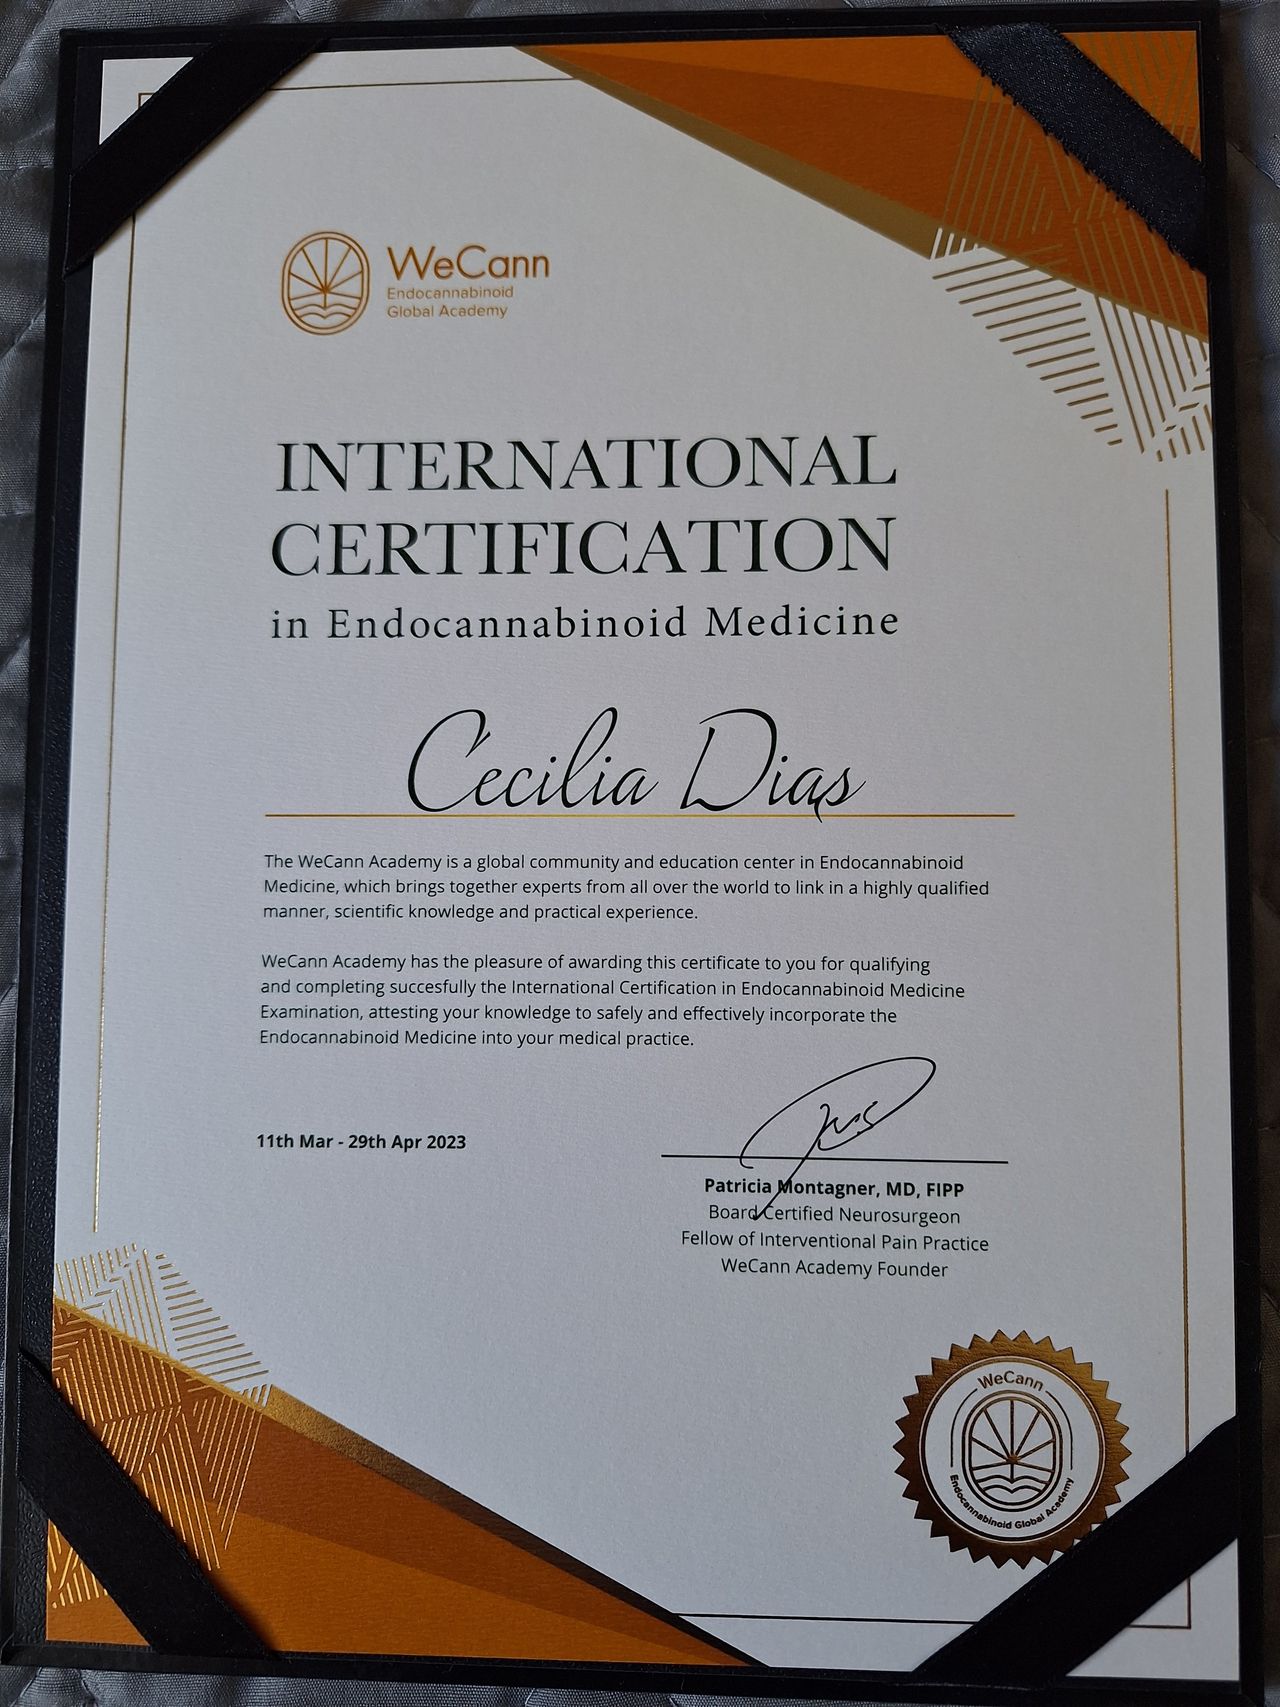 WeCann
Endocannabinoid
Global Academy
INTERNATIONAL
CERTIFICATION
in Endocannabinoid Medicine
Cecilia Dias
The WeCann Academy is a global community and education center in Endocannabinoid
Medicine, which brings together experts from all over the world to link in a highly qualified
manner, scientific knowledge and practical experience.
WeCann Academy has the pleasure of awarding this certificate to you for qualifying
and completing succesfully the International Certification in Endocannabinoid Medicine
Examination, attesting your knowledge to safely and effectively incorporate the
Endocannabinoid Medicine into your medical practice.
11th Mar - 29th Apr 2023
Patricia Montagner, MD, FIPP
Board Certified Neurosurgeon
Fellow of Interventional Pain Practice
WeCann Academy Founder
WeCann
Endocannabinoid Global Academy